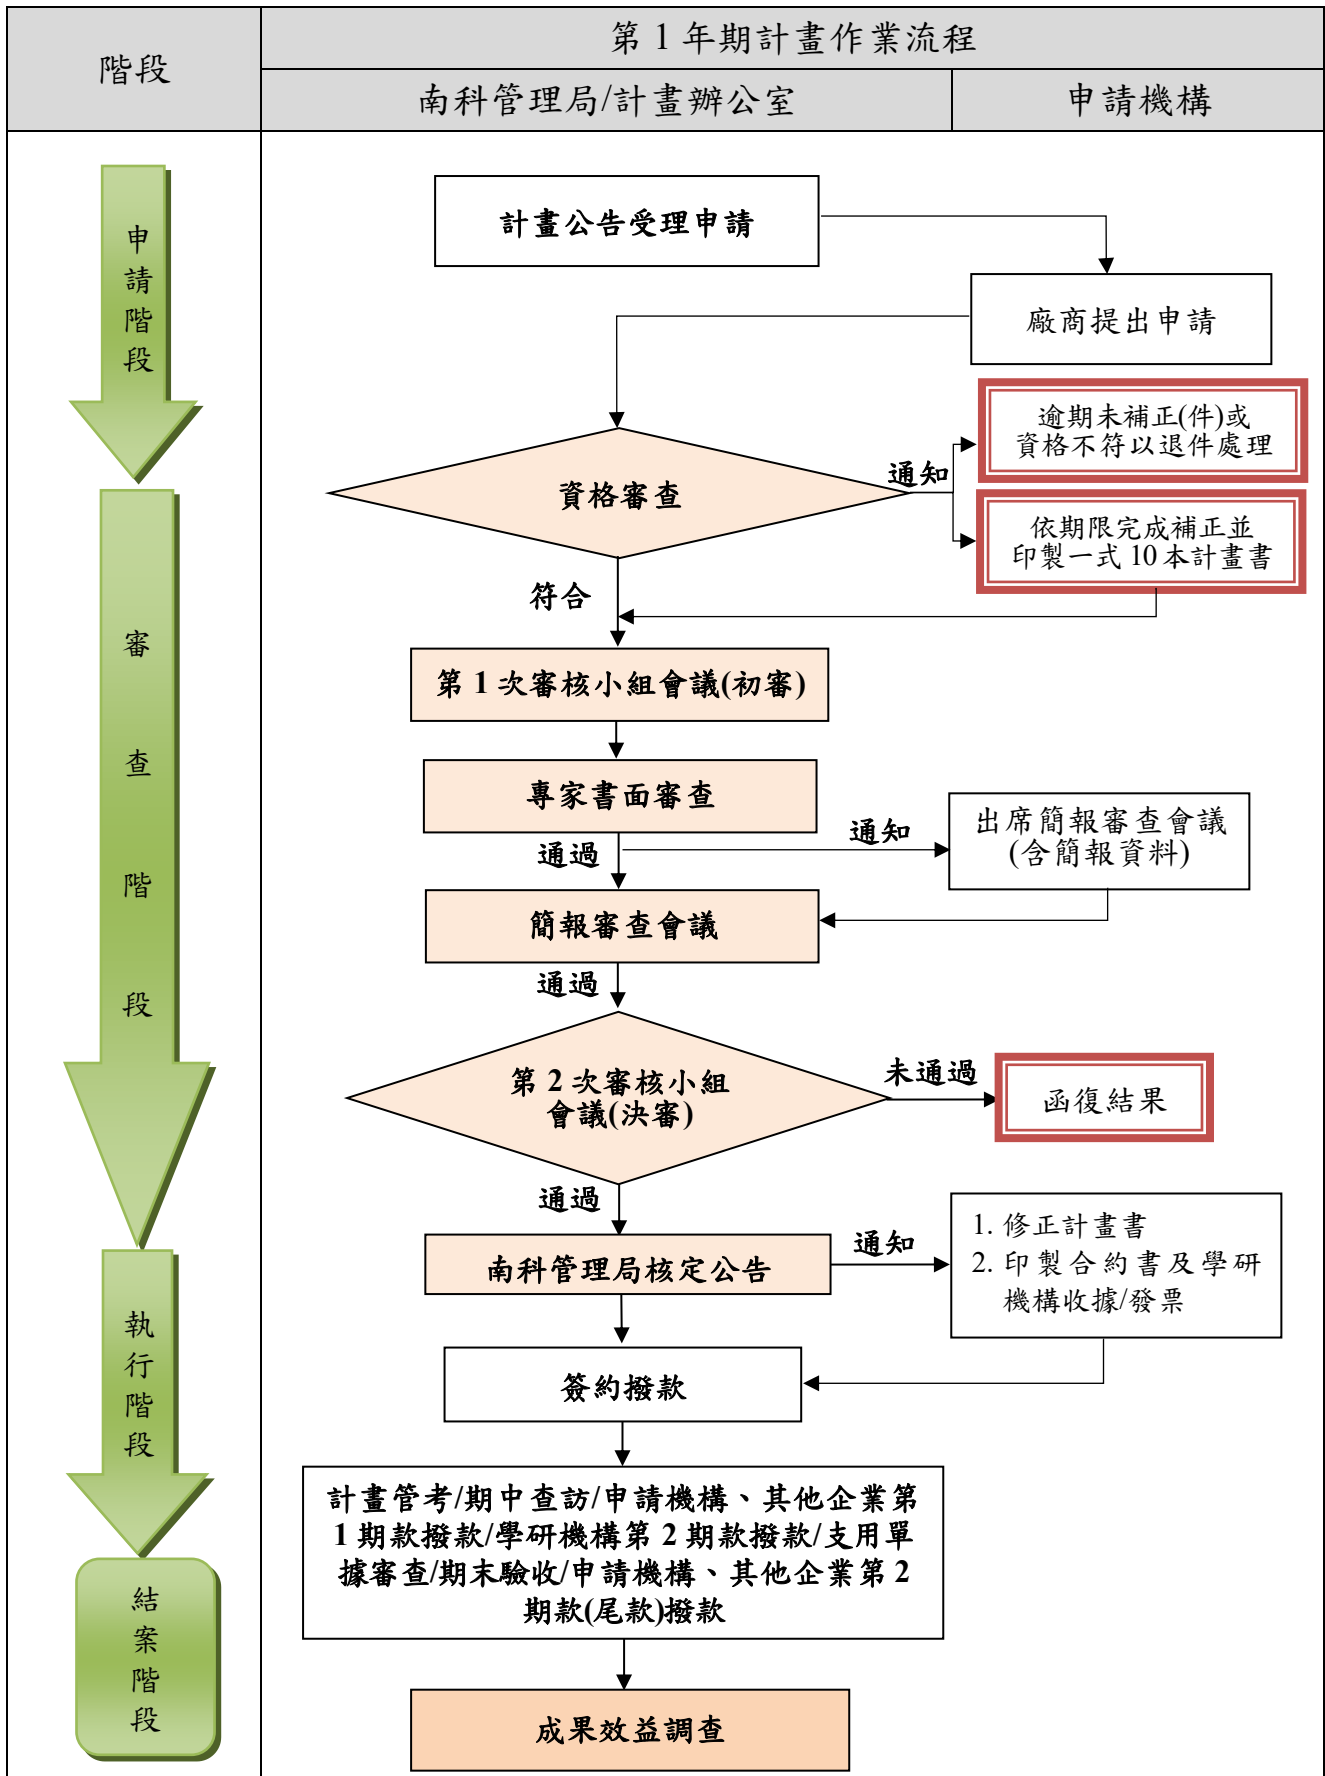 階段
第 1 年期計畫作業流程
南科管理局/計畫辦公室
申請機構
申請階段
計畫公告受理申請
廠商提出申請
逾期未補正(件)或
資格不符以退件處理
通知
資格審查
依期限完成補正並
印製一式 10 本計畫書
符合
審查階段
第 1 次審核小組會議(初審)
專家書面審查
通知
出席簡報審查會議
(含簡報資料)
通過
簡報審查會議
通過
第 2 次審核小組
會議(決審)
未通過
函復結果
通過
南科管理局核定公告
通知
1. 修正計畫書
2. 印製合約書及學研
機構收據/發票
執行階段
簽約撥款
計畫管考/期中查訪/申請機構、其他企業第
1 期款撥款/學研機構第 2 期款撥款/支用單
據審查/期末驗收/申請機構、其他企業第 2
期款(尾款)撥款
結案階段
成果效益調查